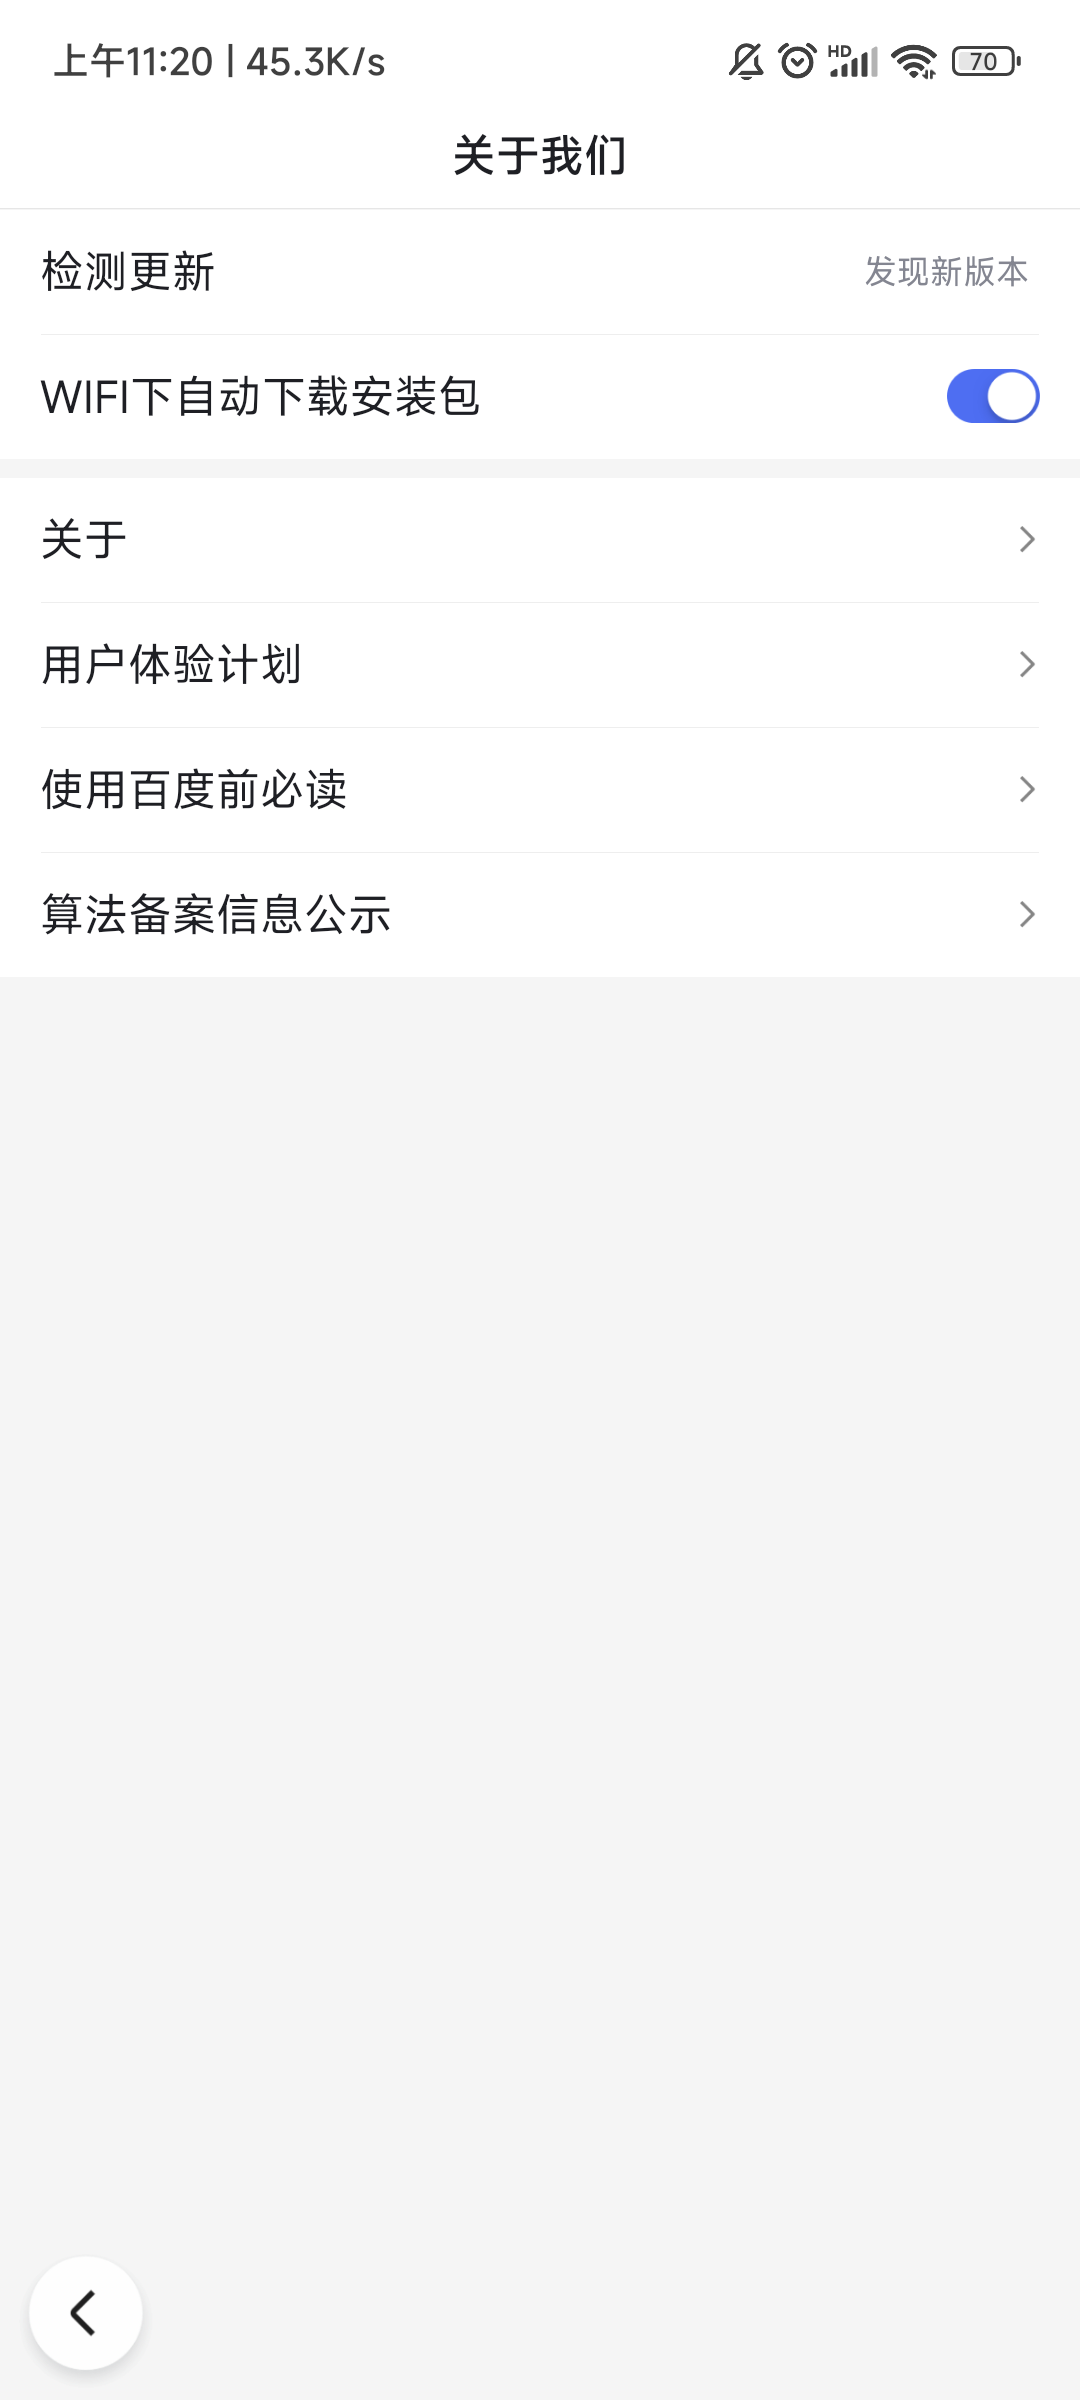 上午11:20 | 45.3K/s HD 70
关于我们
检测更新 发现新版本
WIFI下自动下载安装包
关于
用户体验计划
使用百度前必读
算法备案信息公示